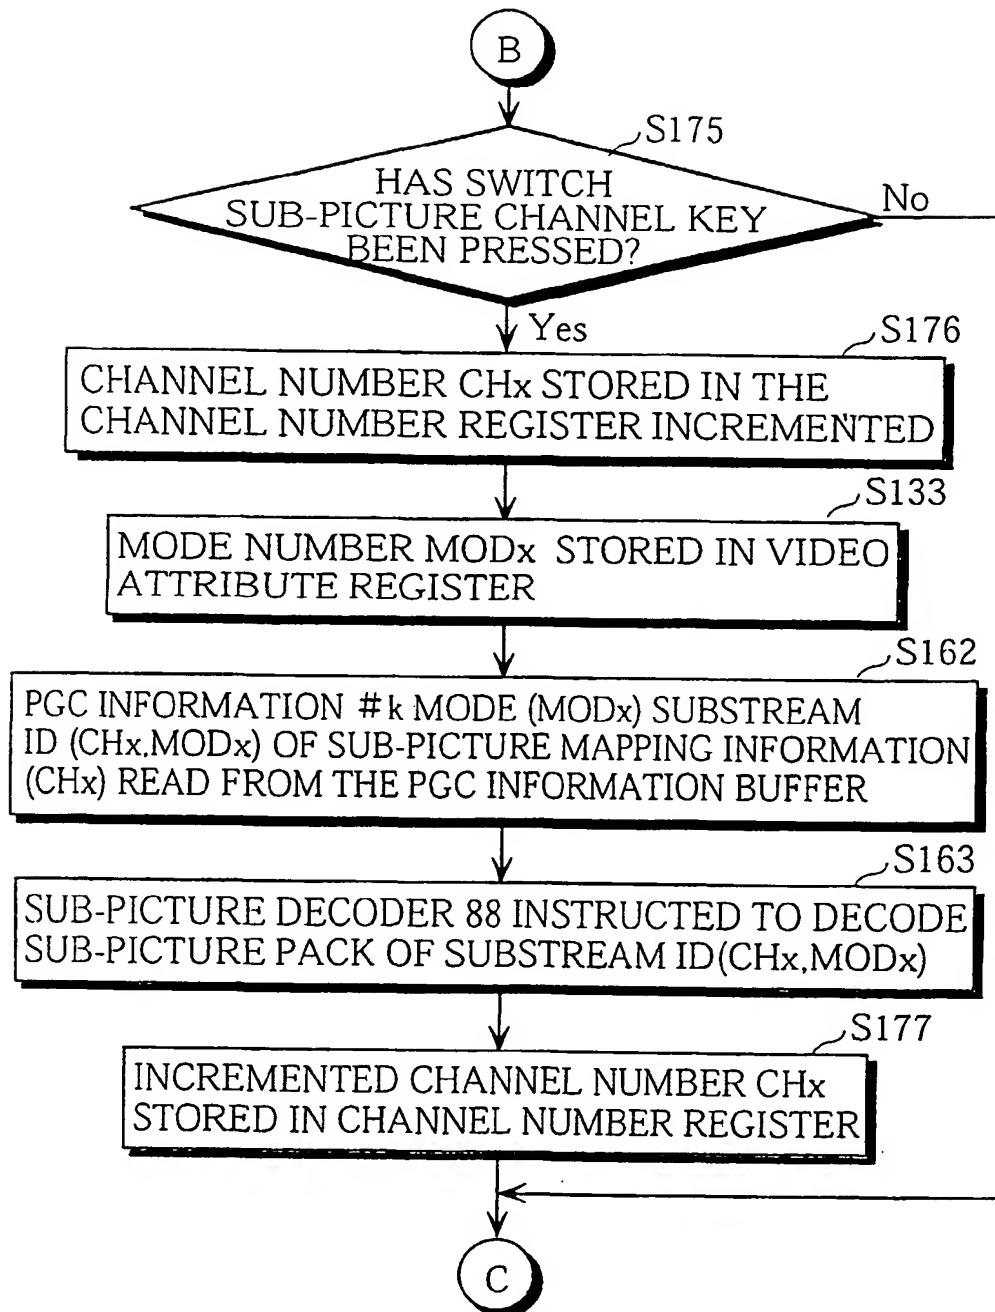 B
S175
HAS SWITCH
SUB-PICTURE CHANNEL KEY
BEEN PRESSED?
No
Yes
S176
CHANNEL NUMBER CHx STORED IN THE
CHANNEL NUMBER REGISTER INCREMENTED
S133
MODE NUMBER MODx STORED IN VIDEO
ATTRIBUTE REGISTER
S162
PGC INFORMATION #k MODE (MODx) SUBSTREAM
ID (CHx,MODx) OF SUB-PICTURE MAPPING INFORMATION
(CHx) READ FROM THE PGC INFORMATION BUFFER
S163
SUB-PICTURE DECODER 88 INSTRUCTED TO DECODE
SUB-PICTURE PACK OF SUBSTREAM ID(CHx,MODx)
S177
INCREMENTED CHANNEL NUMBER CHx
STORED IN CHANNEL NUMBER REGISTER
C